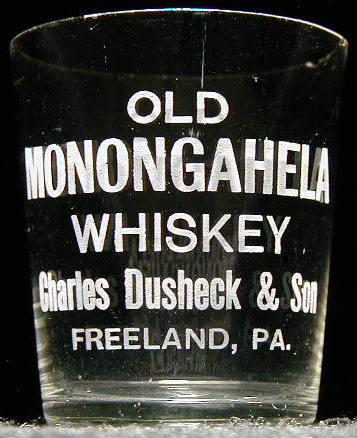 OLD
MONONGAHELA
WHISKEY
Charles Dusheck & Son
FREELAND, PA.